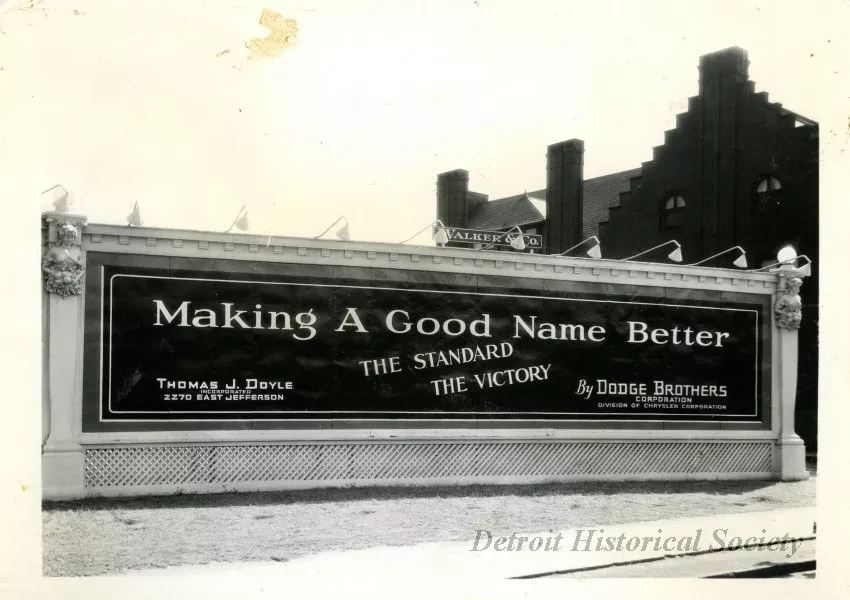 WALKER & CO.
Making A Good Name Better
THE STANDARD
THE VICTORY
THOMAS J. DOYLE
INCORPORATED
2270 EAST JEFFERSON
By DODGE BROTHERS
CORPORATION
DIVISION OF CHRYSLER CORPORATION
Detroit Historical Society